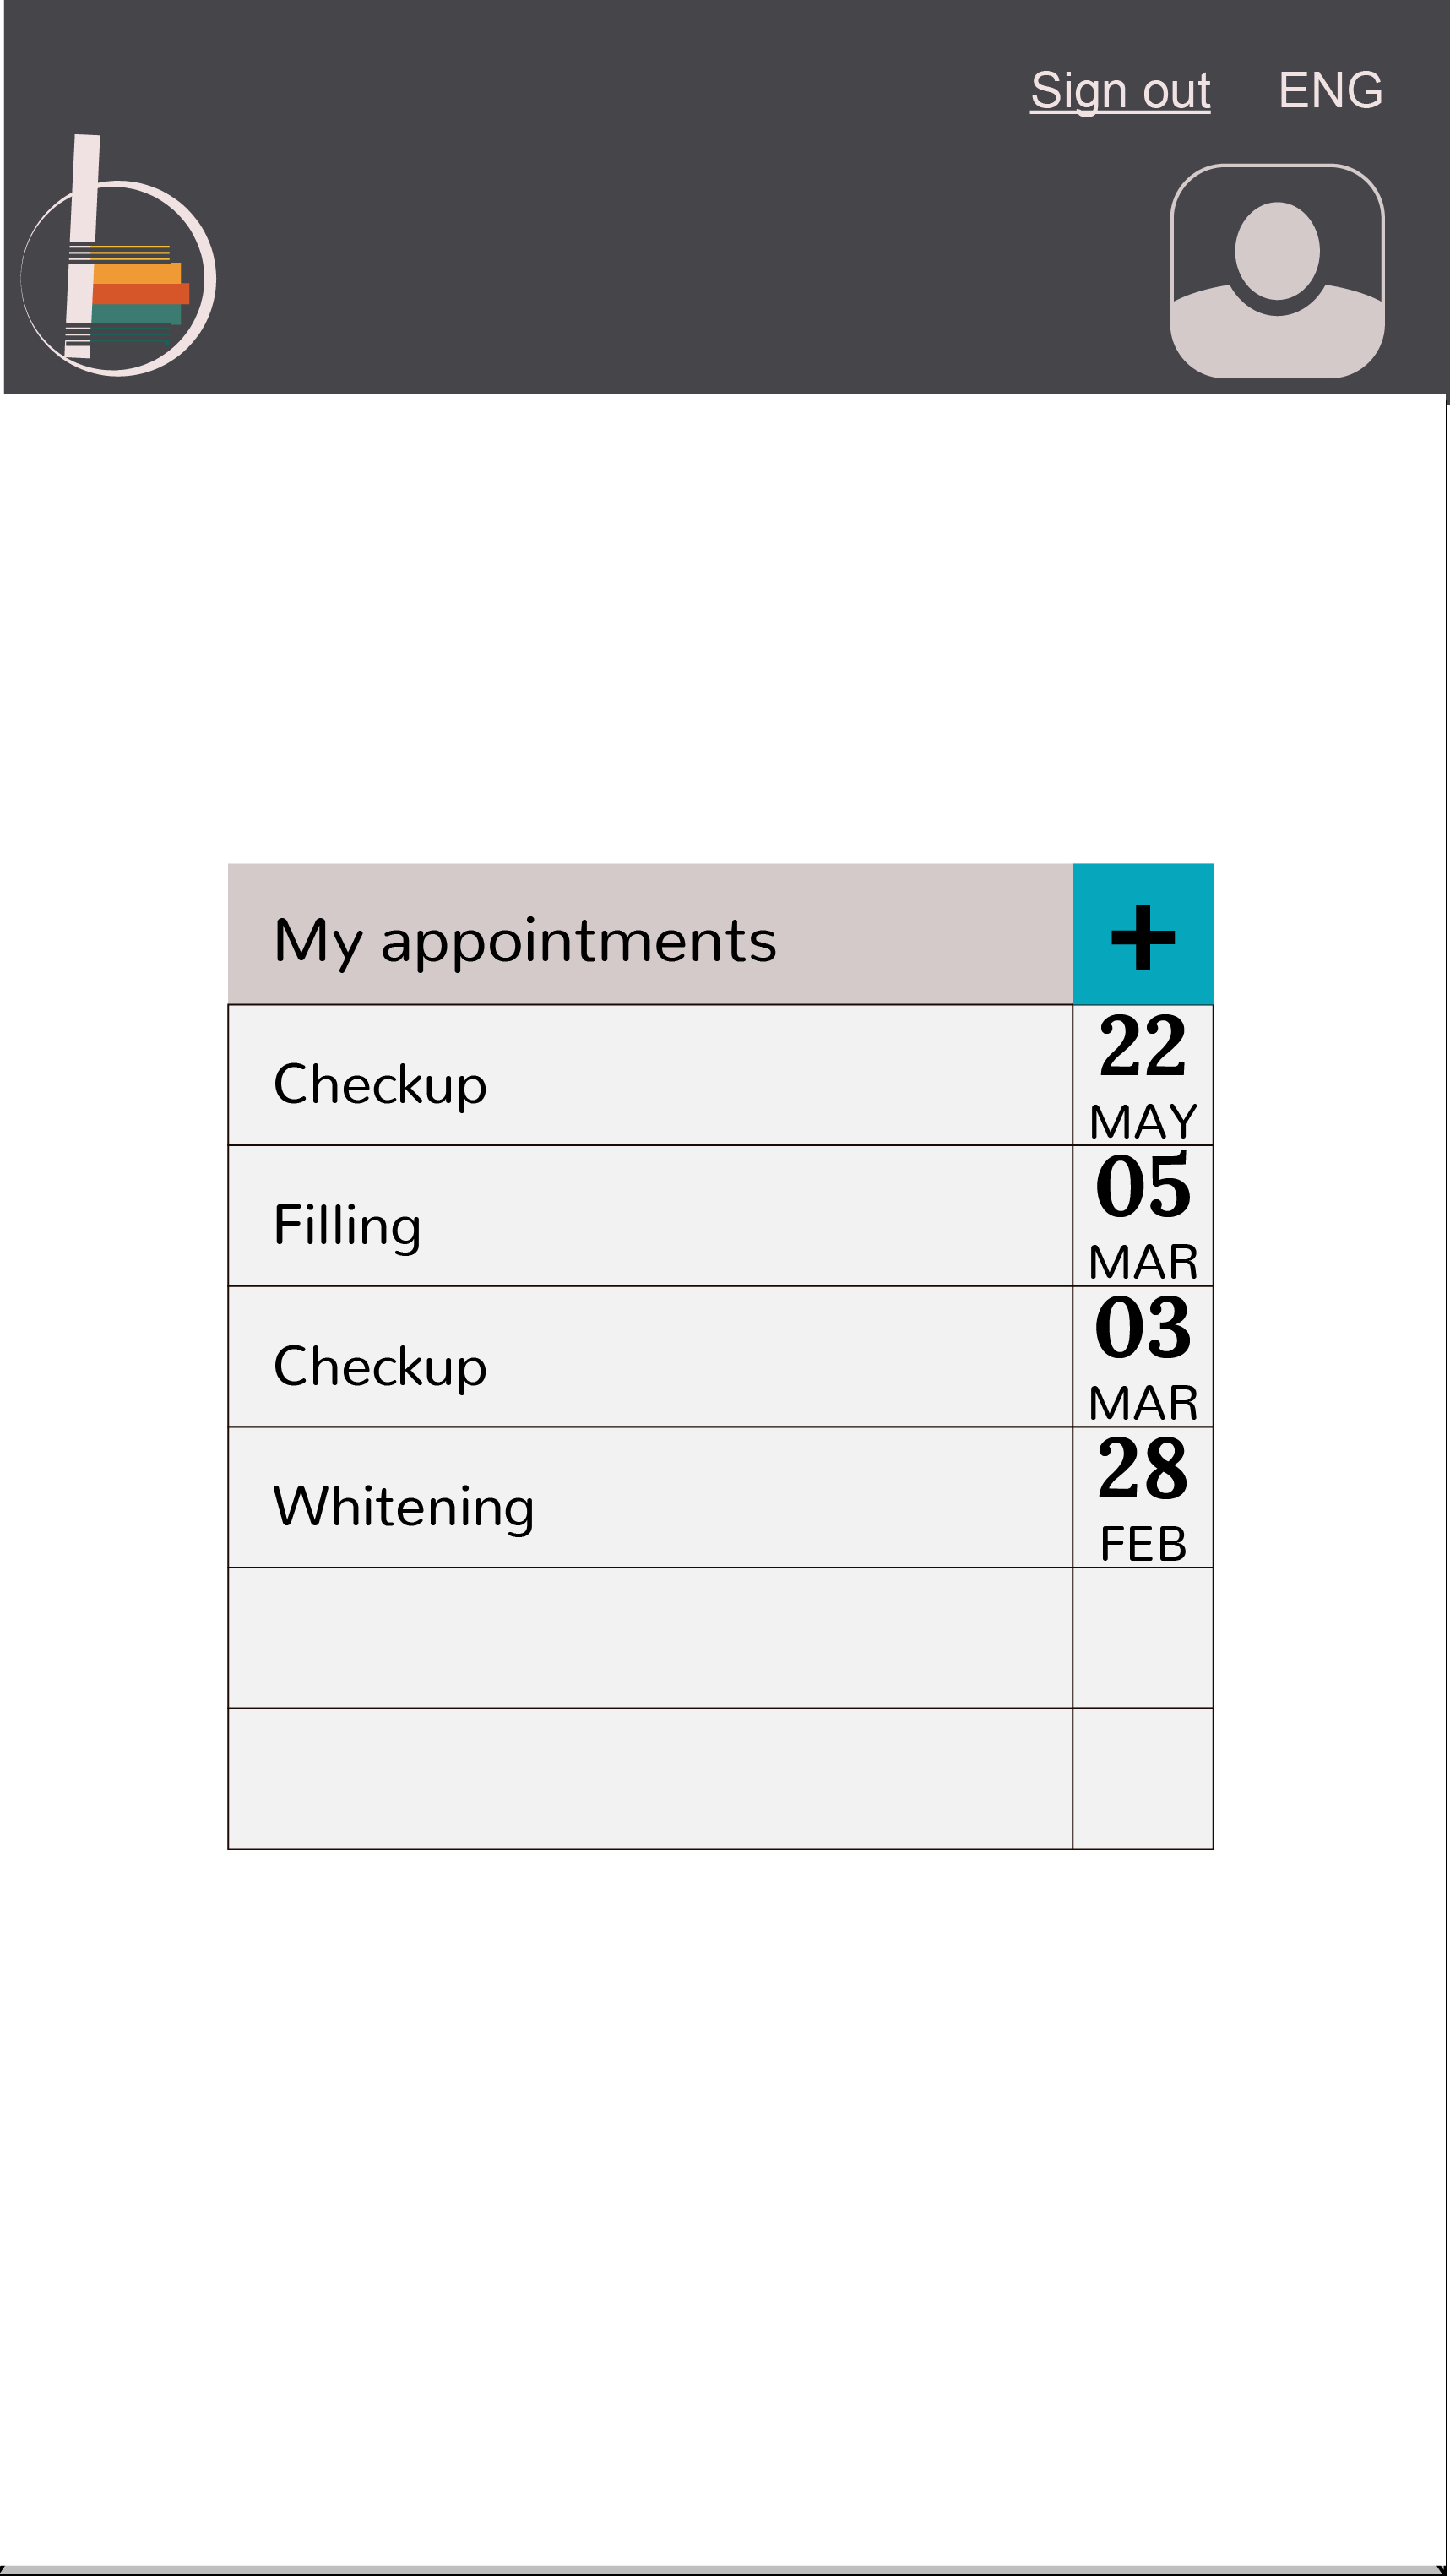 Sign out ENG
My appointments +
Checkup
22
MAY
Filling
05
MAR
Checkup
03
MAR
Whitening
28
FEB